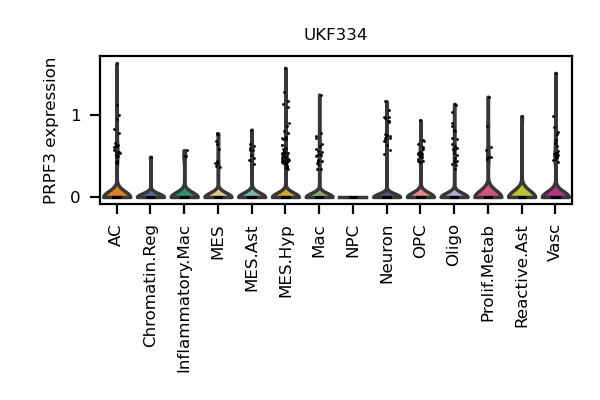 UKF334
PRPF3 expression
1
0
AC
Chromatin.Reg
Inflammatory.Mac
MES
MES.Ast
MES.Hyp
Mac
NPC
Neuron
OPC
Oligo
Prolif.Metab
Reactive.Ast
Vasc